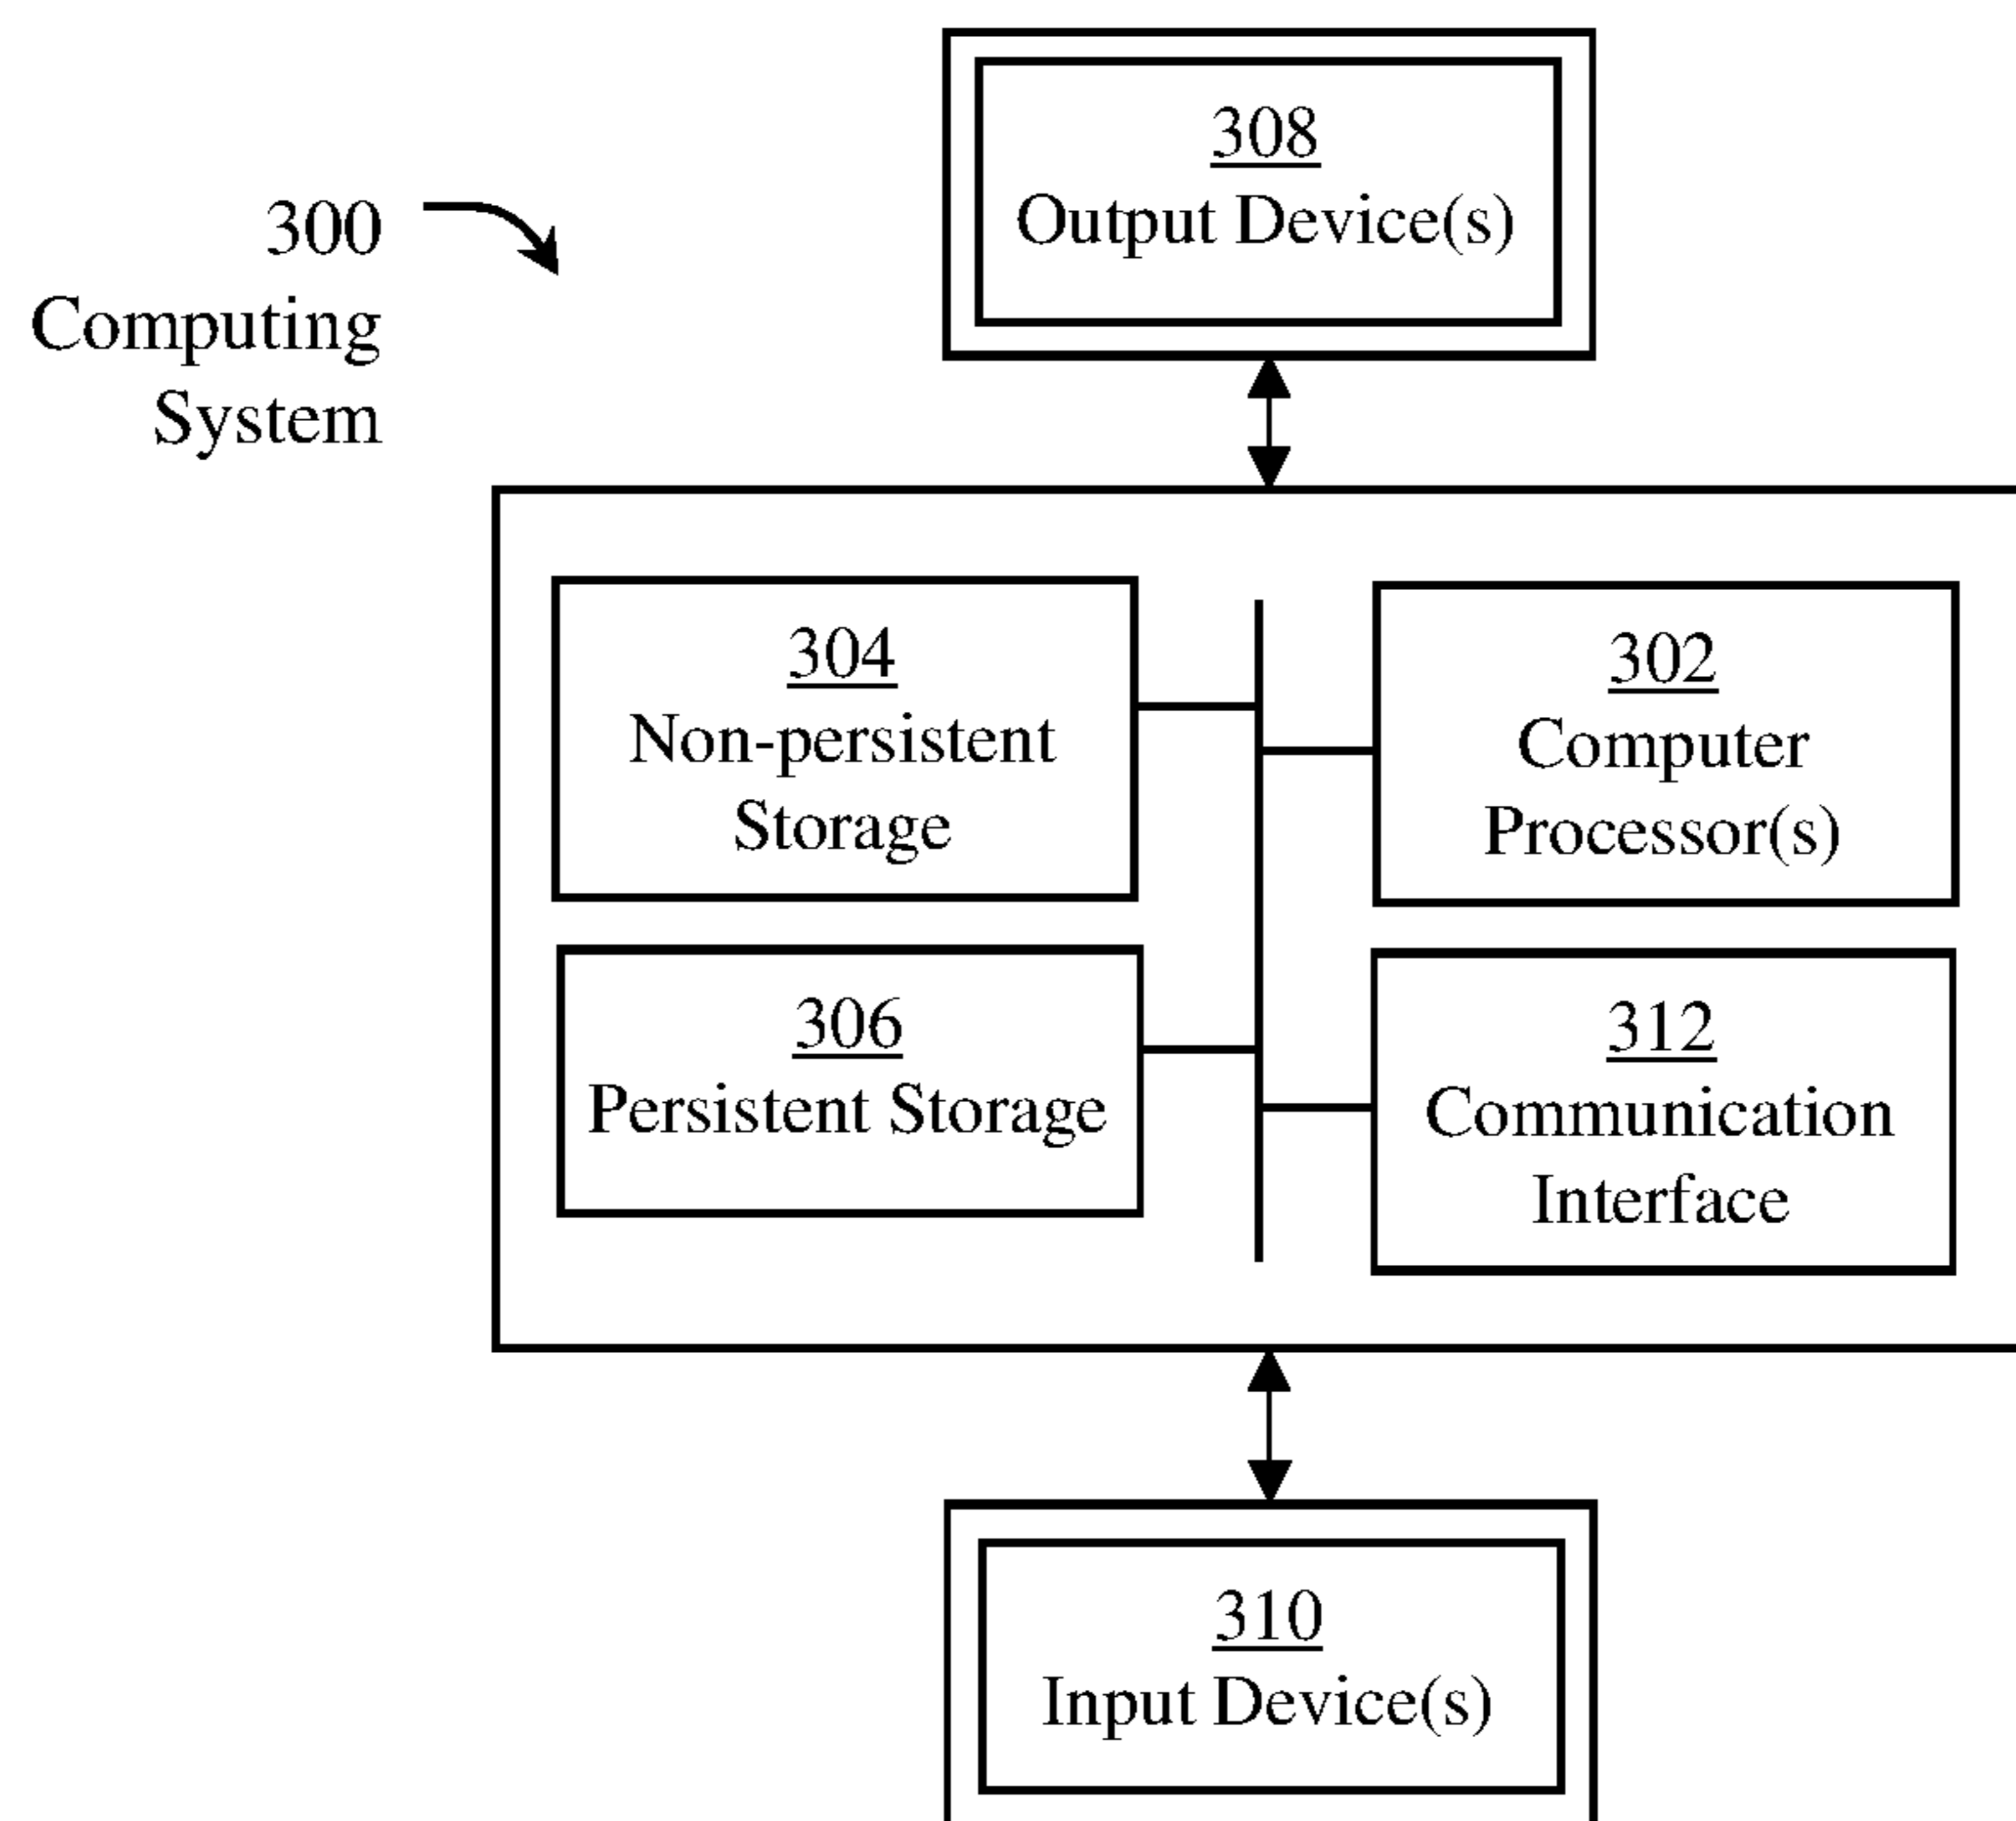 300
Computing
System
308
Output Device(s)
304
Non-persistent
Storage
302
Computer
Processor(s)
306
Persistent Storage
312
Communication
Interface
310
Input Device(s)